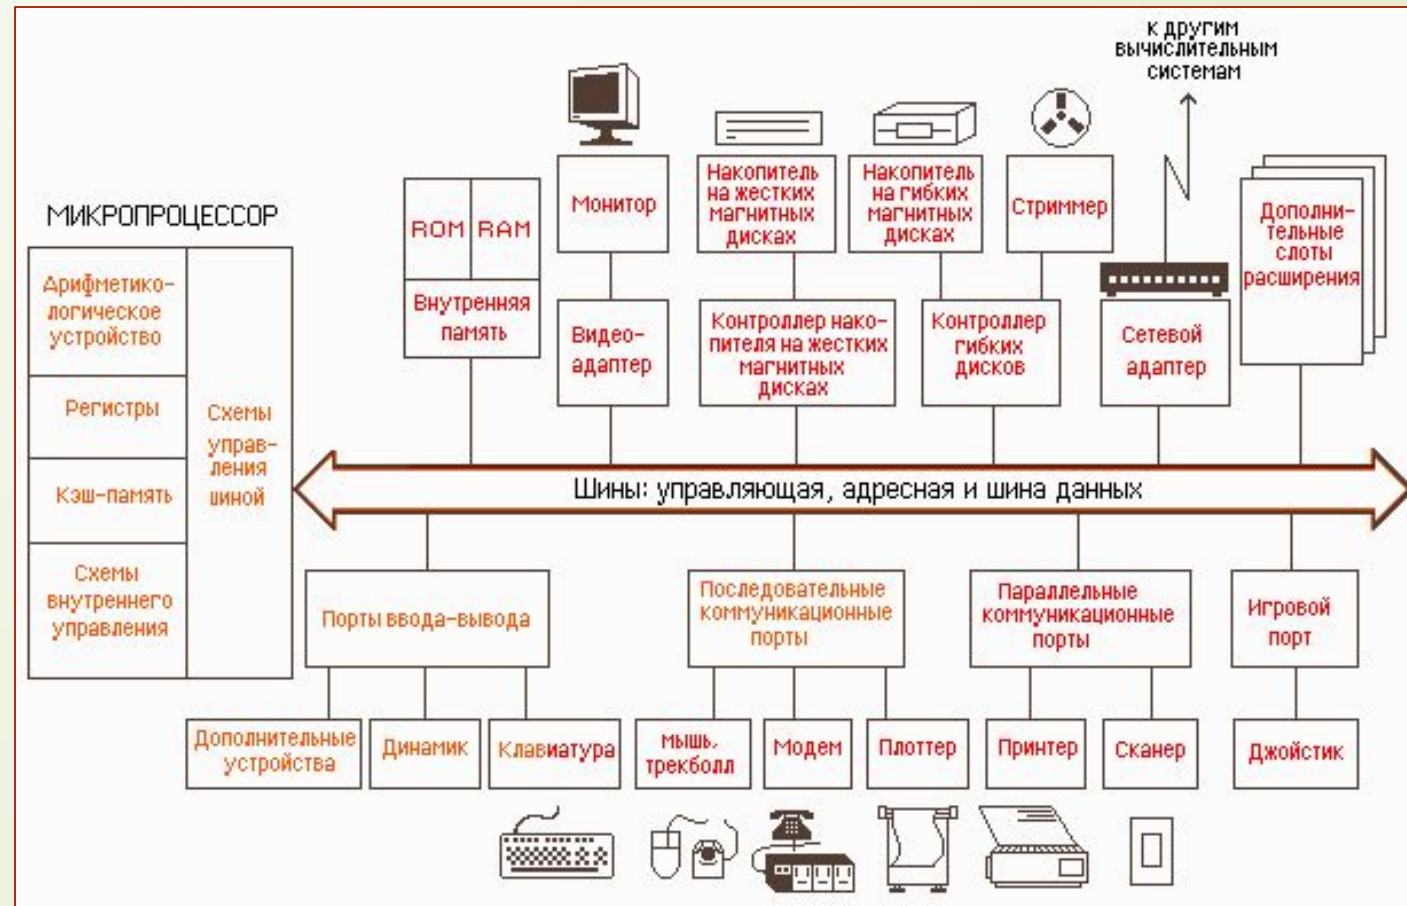 к другим
вычислительным
системам
МИКРОПРОЦЕССОР
Арифметико-
логическое
устройство
Регистры
Кэш-память
Схемы
внутреннего
управления
Схемы
управ-
ления
шиной
ROM RAM
Внутренняя
память
Монитор
Видео-
адаптер
Накопитель
на жестких
магнитных
дисках
Контроллер нако-
пителя на жестких
магнитных
дисках
Накопитель
на гибких
магнитных
дисках
Стриммер
Контроллер
гибких
дисков
Сетевой
адаптер
Дополни-
тельные
слоты
расширения
Шины: управляющая, адресная и шина данных
Порты ввода-вывода
Дополнительные
устройства
Динамик
Клавиатура
Последовательные
коммуникационные
порты
мышь,
трекболл
Модем
Плоттер
Параллельные
коммуникационные
порты
Принтер
Сканер
Игровой
порт
Джойстик